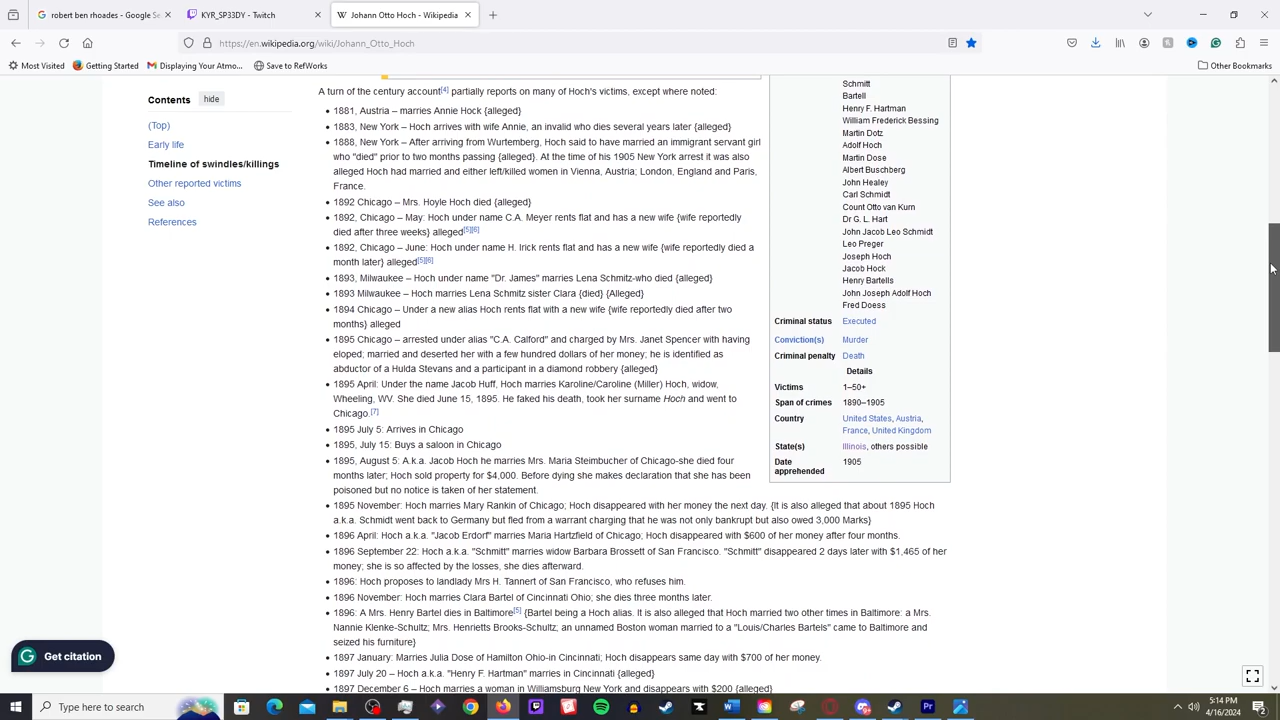 robert ben rhoades - Google Se
KYR_SP33DY - Twitch
Johann Otto Hoch - Wikipedia
https://en.wikipedia.org/wiki/Johann_Otto_Hoch
Most Visited
Getting Started
Displaying Your Atmo...
Save to RefWorks
Other Bookmarks
Contents
hide
(Top)
Early life
Timeline of swindles/killings
Other reported victims
See also
References
A turn of the century account[4] partially reports on many of Hoch's victims, except where noted:
• 1881, Austria – marries Annie Hock {alleged}
• 1883, New York – Hoch arrives with wife Annie, an invalid who dies several years later {alleged}
• 1888, New York – After arriving from Wurtemberg, Hoch said to have married an immigrant servant girl
who "died" prior to two months passing {alleged}. At the time of his 1905 New York arrest it was also
alleged Hoch had married and either left/killed women in Vienna, Austria; London, England and Paris,
France.
• 1892 Chicago – Mrs. Hoyle Hoch died {alleged}
• 1892, Chicago – May: Hoch under name C.A. Meyer rents flat and has a new wife {wife reportedly
died after three weeks} alleged[5][6]
• 1892, Chicago – June: Hoch under name H. Irick rents flat and has a new wife {wife reportedly died a
month later} alleged[5][6]
• 1893, Milwaukee – Hoch under name "Dr. James" marries Lena Schmitz-who died {alleged}
• 1893 Milwaukee – Hoch marries Lena Schmitz sister Clara {died} {Alleged}
• 1894 Chicago – Under a new alias Hoch rents flat with a new wife {wife reportedly died after two
months} alleged
• 1895 Chicago – arrested under alias "C.A. Calford" and charged by Mrs. Janet Spencer with having
eloped; married and deserted her with a few hundred dollars of her money; he is identified as
abductor of a Hulda Stevans and a participant in a diamond robbery {alleged}
• 1895 April: Under the name Jacob Huff, Hoch marries Karoline/Caroline (Miller) Hoch, widow,
Wheeling, WV. She died June 15, 1895. He faked his death, took her surname Hoch and went to
Chicago.[7]
• 1895 July 5: Arrives in Chicago
• 1895, July 15: Buys a saloon in Chicago
• 1895, August 5: A.k.a. Jacob Hoch he marries Mrs. Maria Steimbucher of Chicago-she died four
months later; Hoch sold property for $4,000. Before dying she makes declaration that she has been
poisoned but no notice is taken of her statement.
• 1895 November: Hoch marries Mary Rankin of Chicago; Hoch disappeared with her money the next day. {It is also alleged that about 1895 Hoch
a.k.a. Schmidt went back to Germany but fled from a warrant charging that he was not only bankrupt but also owed 3,000 Marks}
• 1896 April: Hoch a.k.a. "Jacob Erdorf" marries Maria Hartzfield of Chicago; Hoch disappeared with $600 of her money after four months.
• 1896 September 22: Hoch a.k.a. "Schmitt" marries widow Barbara Brossett of San Francisco. "Schmitt" disappeared 2 days later with $1,465 of her
money; she is so affected by the losses, she dies afterward.
• 1896: Hoch proposes to landlady Mrs H. Tannert of San Francisco, who refuses him.
• 1896 November: Hoch marries Clara Bartel of Cincinnati Ohio; she dies three months later.
• 1896: A Mrs. Henry Bartel dies in Baltimore[5] {Bartel being a Hoch alias. It is also alleged that Hoch married two other times in Baltimore: a Mrs.
Nannie Klenke-Schultz; Mrs. Henrietts Brooks-Schultz; an unnamed Boston woman married to a "Louis/Charles Bartels" came to Baltimore and
seized his furniture}
• 1897 January: Marries Julia Dose of Hamilton Ohio-in Cincinnati; Hoch disappears same day with $700 of her money.
• 1897 July 20 – Hoch a.k.a. "Henry F. Hartman" marries in Cincinnati {alleged}
• 1897 December 6 – Hoch marries a woman in Williamsburg New York and disappears with $200 {alleged}
Schmitt
Bartell
Henry F. Hartman
William Frederick Bessing
Martin Dotz
Adolf Hoch
Martin Dose
Albert Buschberg
John Healey
Carl Schmidt
Count Otto van Kurn
Dr G. L. Hart
John Jacob Leo Schmidt
Leo Preger
Joseph Hoch
Jacob Hock
Henry Bartells
John Joseph Adolf Hoch
Fred Doess
Criminal status Executed
Conviction(s) Murder
Criminal penalty Death
Details
Victims 1–50+
Span of crimes 1890–1905
Country United States, Austria,
France, United Kingdom
State(s) Illinois, others possible
Date 1905
apprehended
Get citation
Type here to search
5:14 PM
4/16/2024